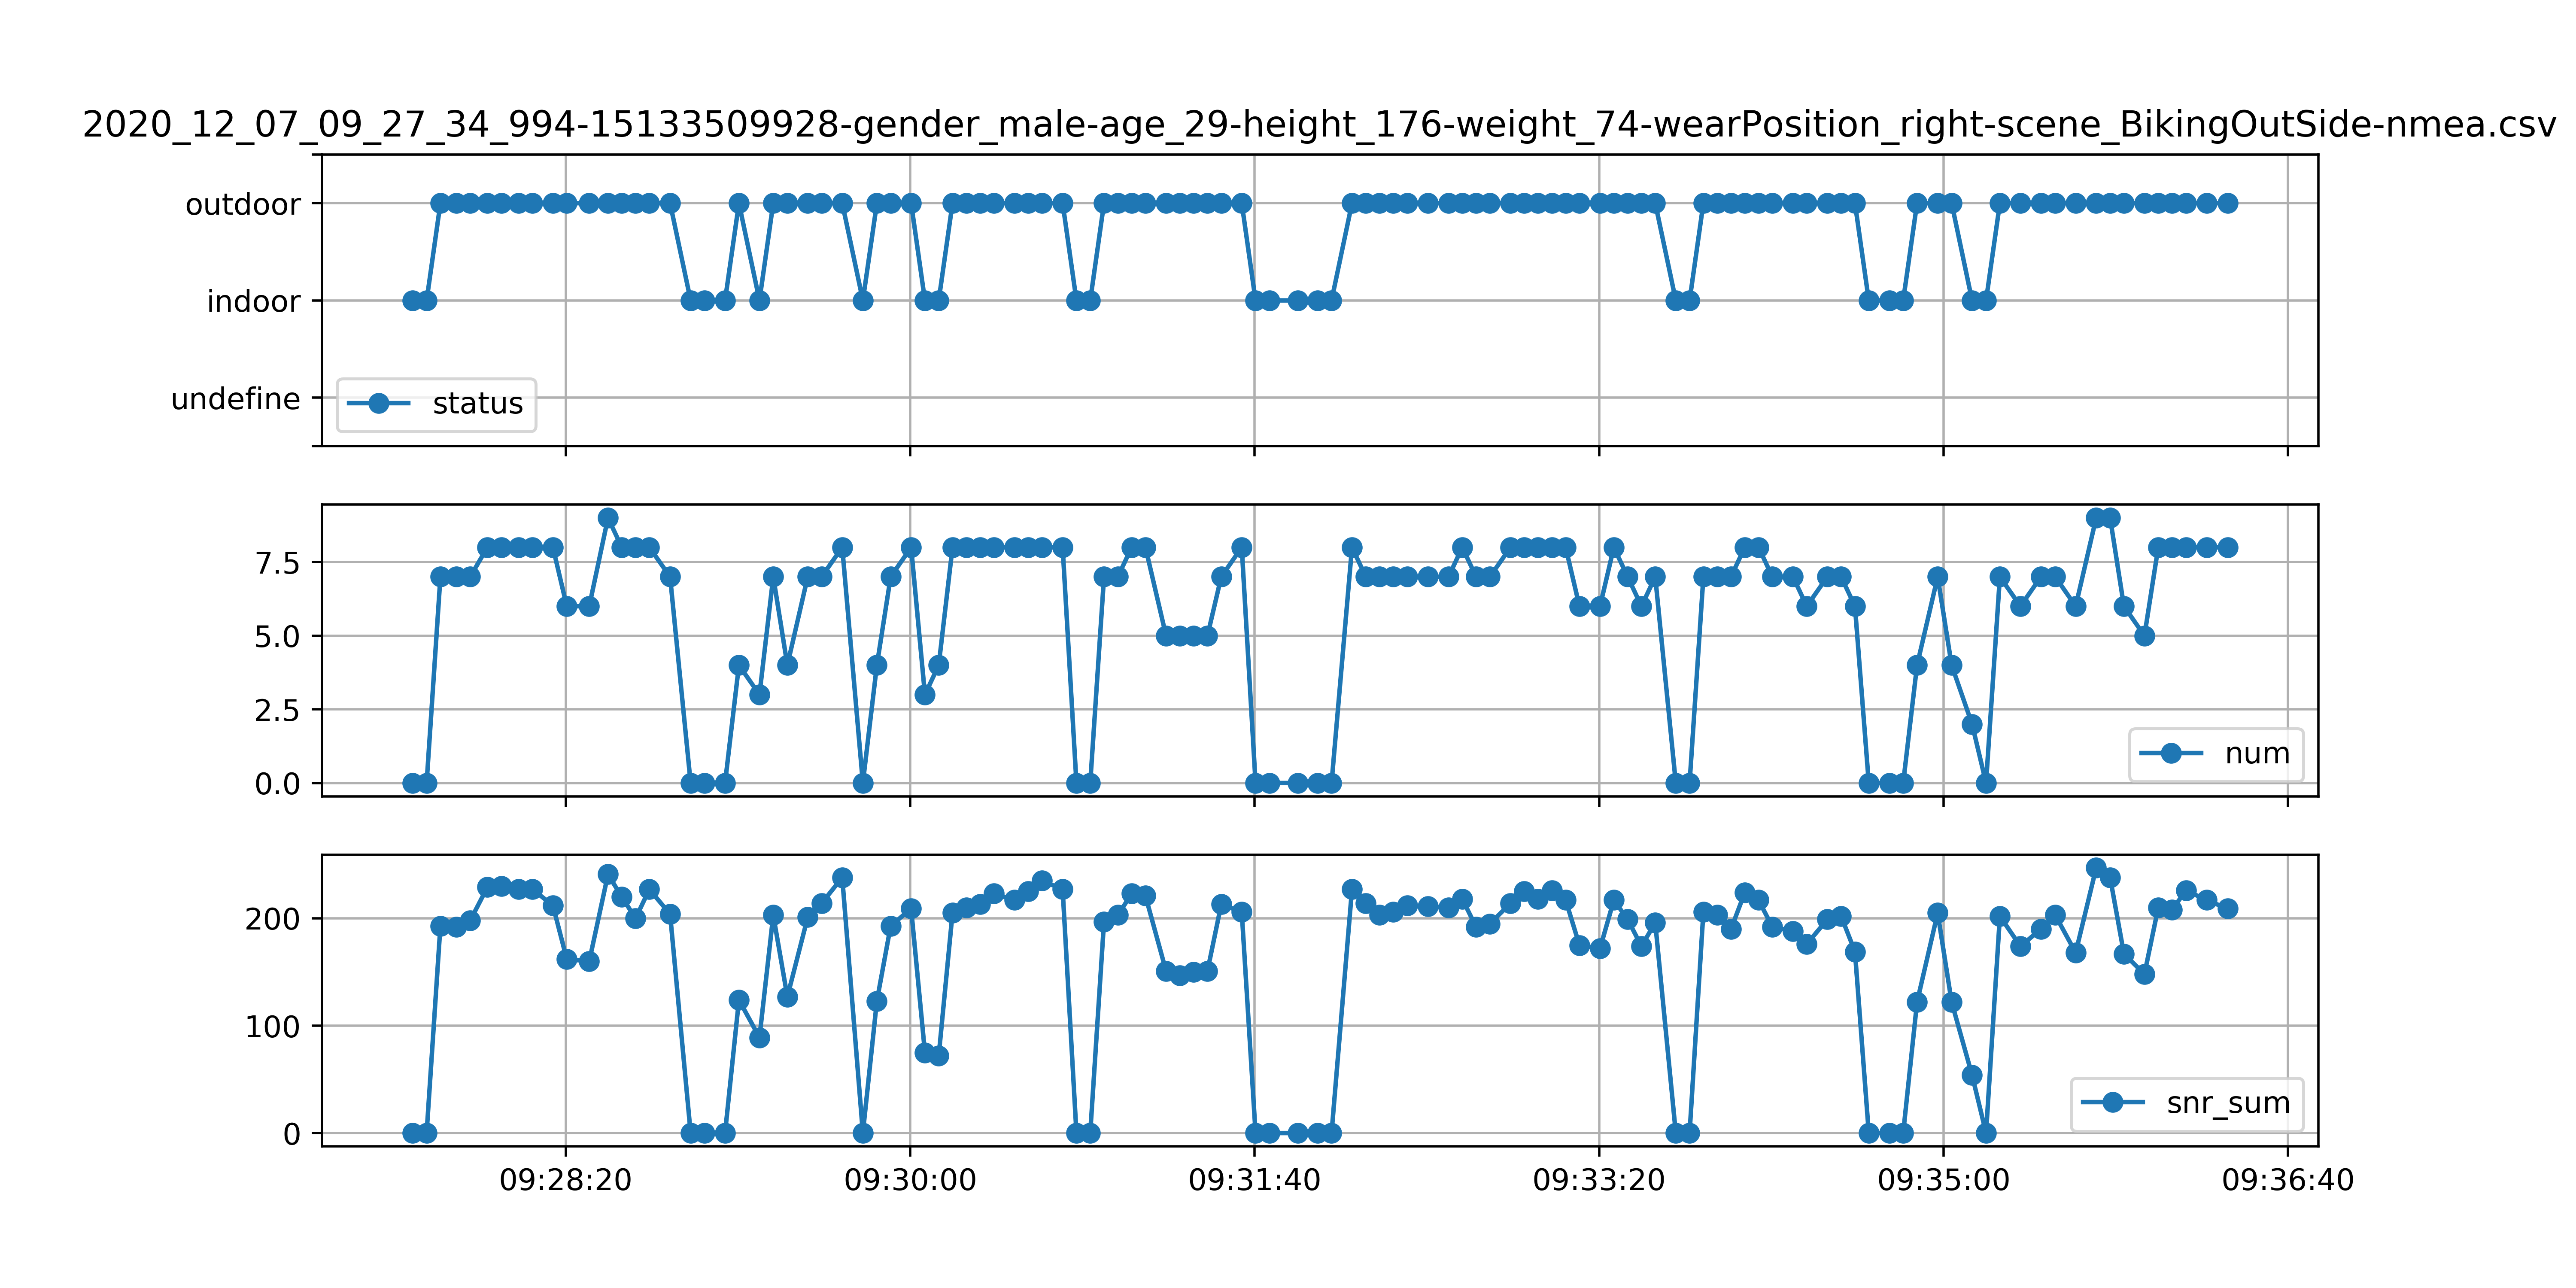 2020_12_07_09_27_34_994-15133509928-gender_male-age_29-height_176-weight_74-wearPosition_right-scene_BikingOutSide-nmea.csv
outdoor
indoor
undefine
status
7.5
5.0
2.5
0.0
num
200
100
0
snr_sum
09:28:20 09:30:00 09:31:40 09:33:20 09:35:00 09:36:40